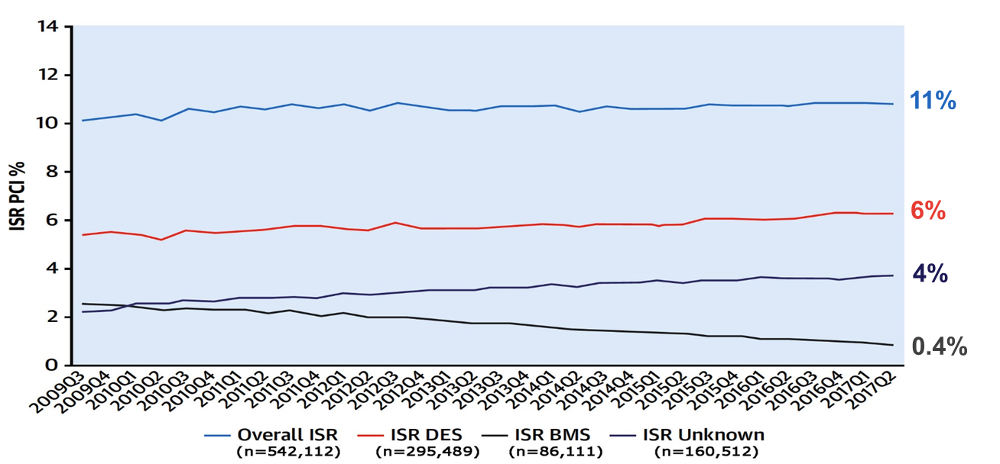 14
12
10
8
6
4
2
0
ISR PCI %
11%
6%
4%
0.4%
2009Q3
2009Q4
2010Q1
2010Q2
2010Q3
2010Q4
2011Q1
2011Q2
2011Q3
2011Q4
2012Q1
2012Q2
2012Q3
2012Q4
2013Q1
2013Q2
2013Q3
2013Q4
2014Q1
2014Q2
2014Q3
2014Q4
2015Q1
2015Q2
2015Q3
2015Q4
2016Q1
2016Q2
2016Q3
2016Q4
2017Q1
2017Q2
Overall ISR ISR DES ISR BMS ISR Unknown
(n=542,112) (n=295,489) (n=86,111) (n=160,512)